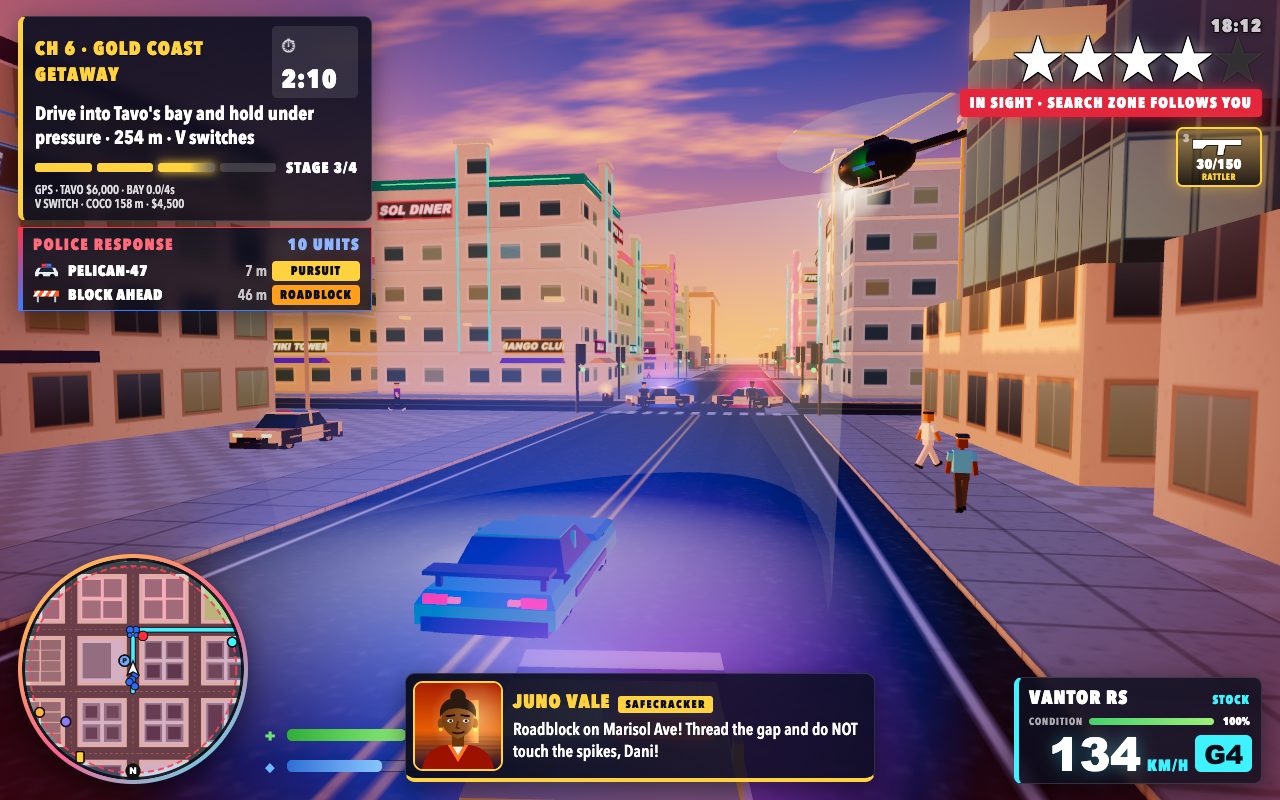 CH 6 · GOLD COAST
GETAWAY
2:10
Drive into Tavo's bay and hold under
pressure · 254 m · V switches
STAGE 3/4
GPS · TAVO $6,000 · BAY 0.0/4s
V SWITCH · COCO 158 m · $4,500
POLICE RESPONSE 10 UNITS
PELICAN-47 7 m PURSUIT
BLOCK AHEAD 46 m ROADBLOCK
18:12
IN SIGHT · SEARCH ZONE FOLLOWS YOU
3
30/150
RATTLER
SOL DINER
TIKI TOWER
MANGO CLUB
P
N
JUNO VALE SAFECRACKER
Roadblock on Marisol Ave! Thread the gap and do NOT
touch the spikes, Dani!
VANTOR RS STOCK
CONDITION 100%
134 KM/H G4